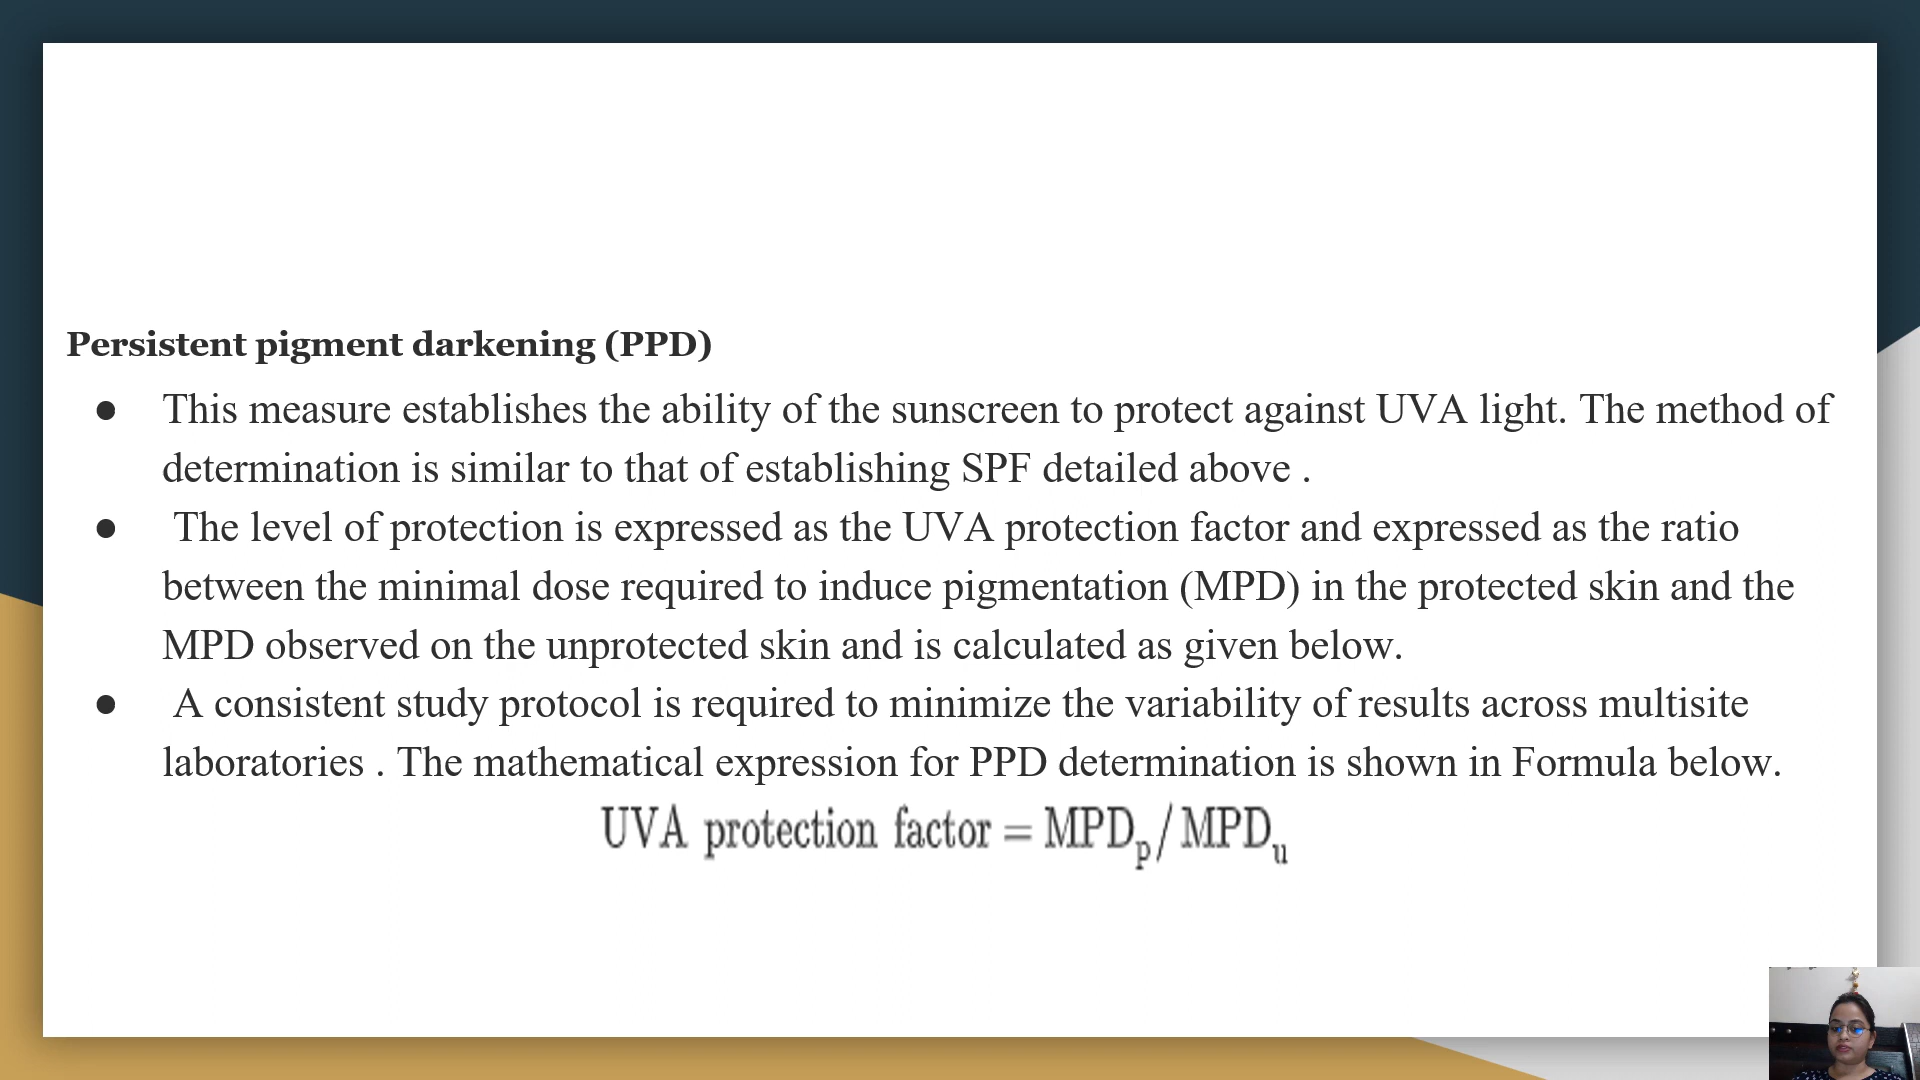 Persistent pigment darkening (PPD)
● This measure establishes the ability of the sunscreen to protect against UVA light. The method of
determination is similar to that of establishing SPF detailed above .
● The level of protection is expressed as the UVA protection factor and expressed as the ratio
between the minimal dose required to induce pigmentation (MPD) in the protected skin and the
MPD observed on the unprotected skin and is calculated as given below.
● A consistent study protocol is required to minimize the variability of results across multisite
laboratories . The mathematical expression for PPD determination is shown in Formula below.
UVA protection factor = MPDₚ/MPDᵤ